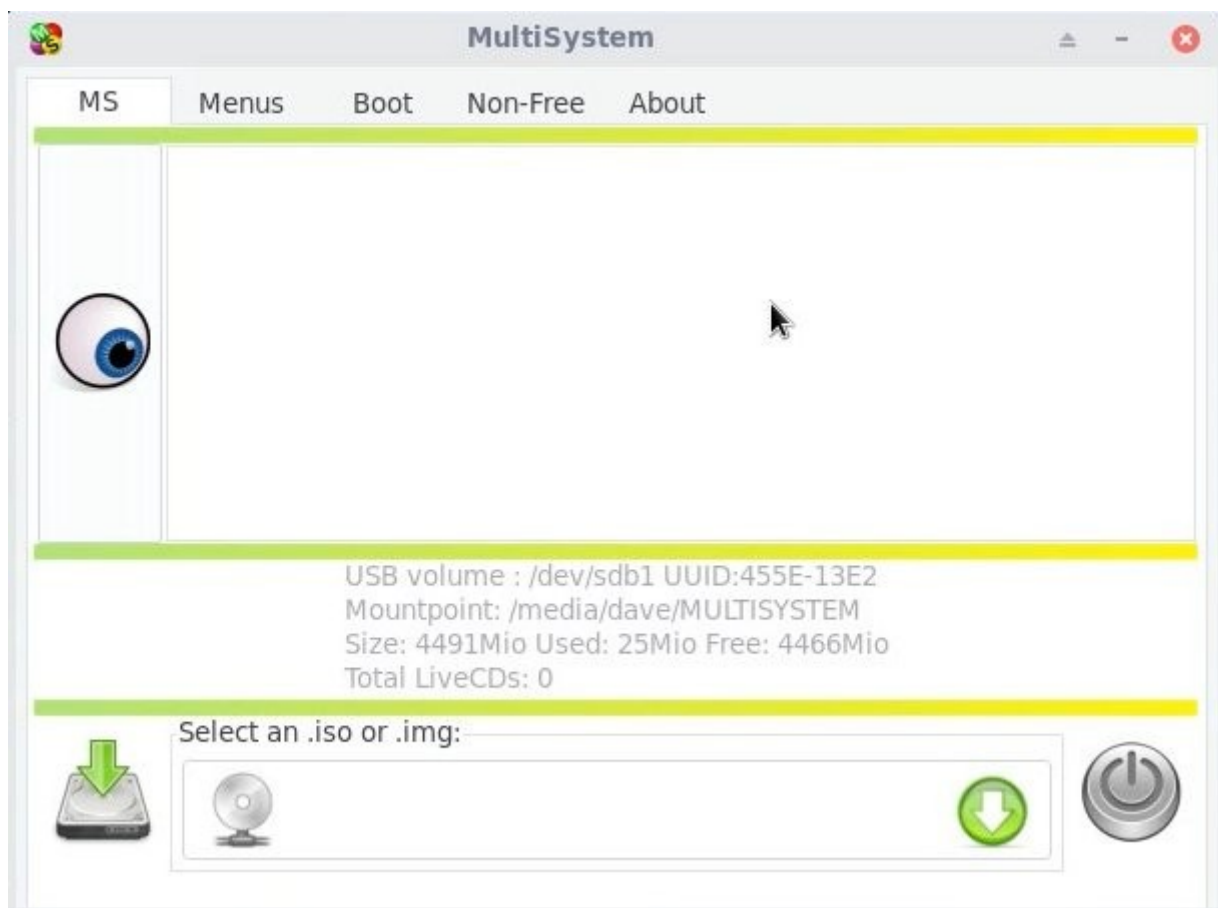 MultiSystem
MS Menus Boot Non-Free About
USB volume : /dev/sdb1 UUID:455E-13E2
Mountpoint: /media/dave/MULTISYSTEM
Size: 4491Mio Used: 25Mio Free: 4466Mio
Total LiveCDs: 0
Select an .iso or .img: